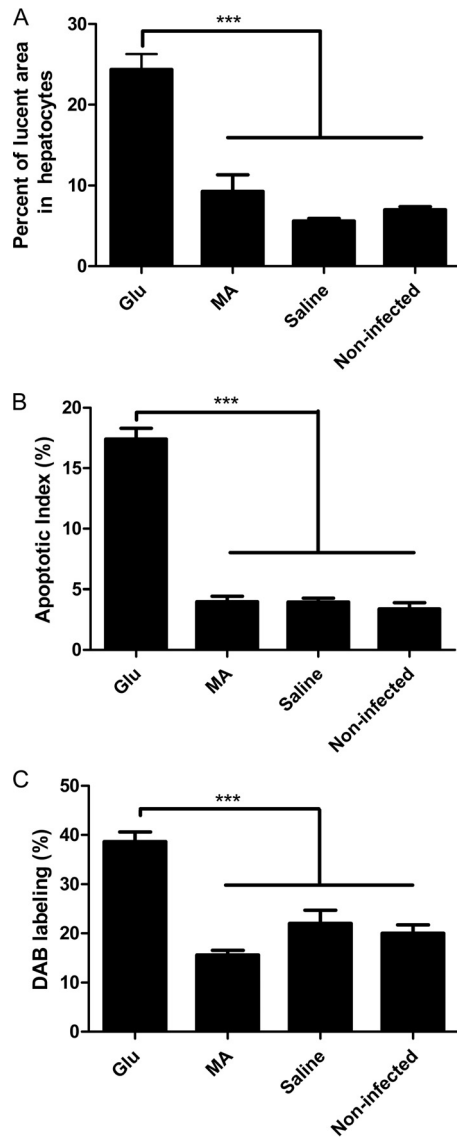 A
Percent of lucent area
in hepatocytes
30
20
10
0
***
Glu
MA
Saline
Non-infected
B
Apoptotic Index (%)
20
15
10
5
0
***
Glu
MA
Saline
Non-infected
C
DAB labeling (%)
50
40
30
20
10
0
***
Glu
MA
Saline
Non-infected